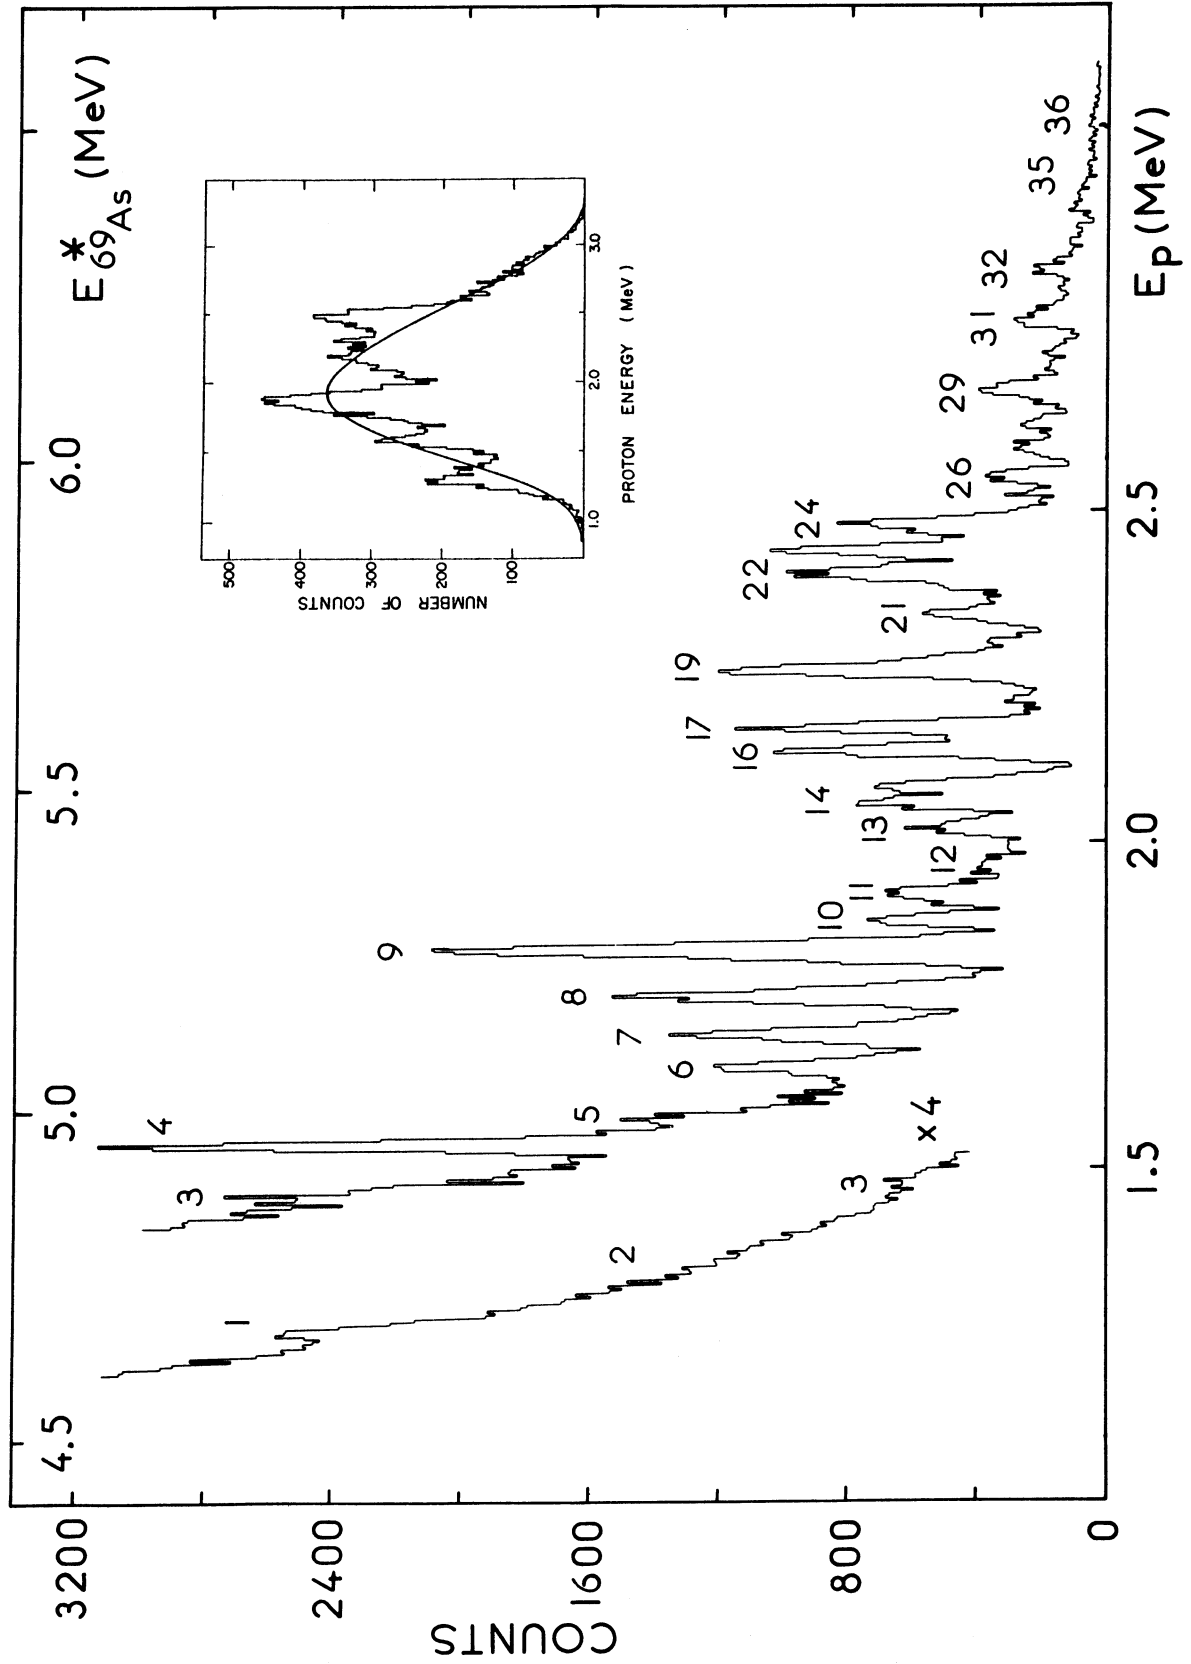 E*69As (MeV)
4.5 5.0 5.5 6.0
3200
2400
1600
800
0
COUNTS
1 2 3 x 4
3 4 5 6 7 8 9 10 11 12 13 14 16 17 19 21 22 24 26 29 31 32 35 36
1.5 2.0 2.5
Ep (MeV)
500
400
300
200
100
NUMBER OF COUNTS
1.0 2.0 3.0
PROTON ENERGY (MeV)